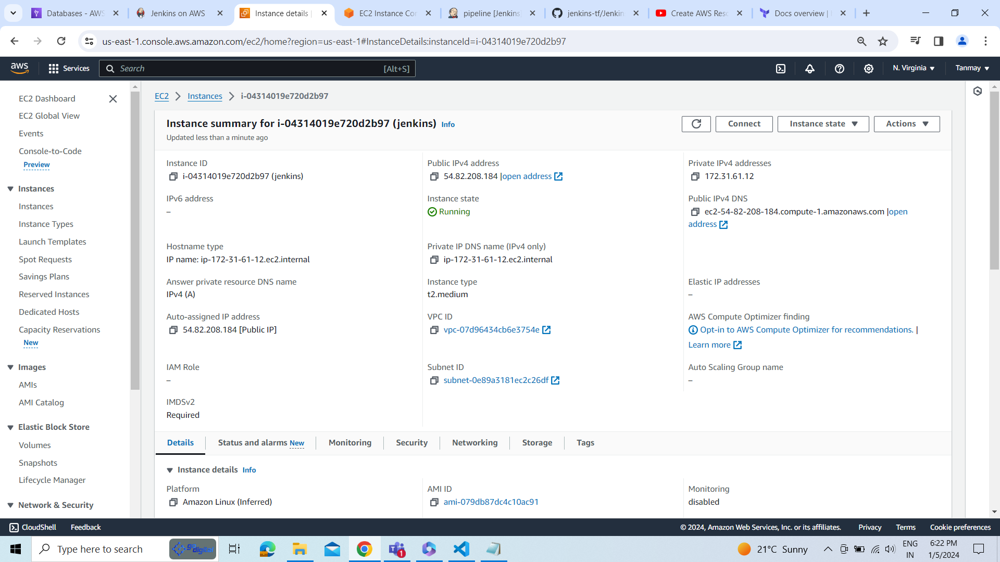 Databases - AWS
Jenkins on AWS
Instance details |
EC2 Instance Con
pipeline [Jenkins]
jenkins-tf/Jenkin
Create AWS Reso
Docs overview |
us-east-1.console.aws.amazon.com/ec2/home?region=us-east-1#InstanceDetails:instanceId=i-04314019e720d2b97
aws
Services
Search
[Alt+S]
N. Virginia
Tanmay
EC2 Dashboard
EC2 Global View
Events
Console-to-Code
Preview
Instances
Instances
Instance Types
Launch Templates
Spot Requests
Savings Plans
Reserved Instances
Dedicated Hosts
Capacity Reservations
New
Images
AMIs
AMI Catalog
Elastic Block Store
Volumes
Snapshots
Lifecycle Manager
Network & Security
EC2 > Instances > i-04314019e720d2b97
Instance summary for i-04314019e720d2b97 (jenkins) Info
Updated less than a minute ago
Connect
Instance state
Actions
Instance ID
i-04314019e720d2b97 (jenkins)
Public IPv4 address
54.82.208.184 |open address
Private IPv4 addresses
172.31.61.12
IPv6 address
–
Instance state
Running
Public IPv4 DNS
ec2-54-82-208-184.compute-1.amazonaws.com |open
address
Hostname type
IP name: ip-172-31-61-12.ec2.internal
Private IP DNS name (IPv4 only)
ip-172-31-61-12.ec2.internal
Answer private resource DNS name
IPv4 (A)
Instance type
t2.medium
Elastic IP addresses
–
Auto-assigned IP address
54.82.208.184 [Public IP]
VPC ID
vpc-07d96434cb6e3754e
AWS Compute Optimizer finding
Opt-in to AWS Compute Optimizer for recommendations. |
Learn more
IAM Role
–
Subnet ID
subnet-0e89a3181ec2c26df
Auto Scaling Group name
–
IMDSv2
Required
Details
Status and alarms New
Monitoring
Security
Networking
Storage
Tags
Instance details Info
Platform
Amazon Linux (Inferred)
AMI ID
ami-079db87dc4c10ac91
Monitoring
disabled
CloudShell
Feedback
© 2024, Amazon Web Services, Inc. or its affiliates.
Privacy
Terms
Cookie preferences
Type here to search
1
21°C Sunny
ENG
IN
6:22 PM
1/5/2024